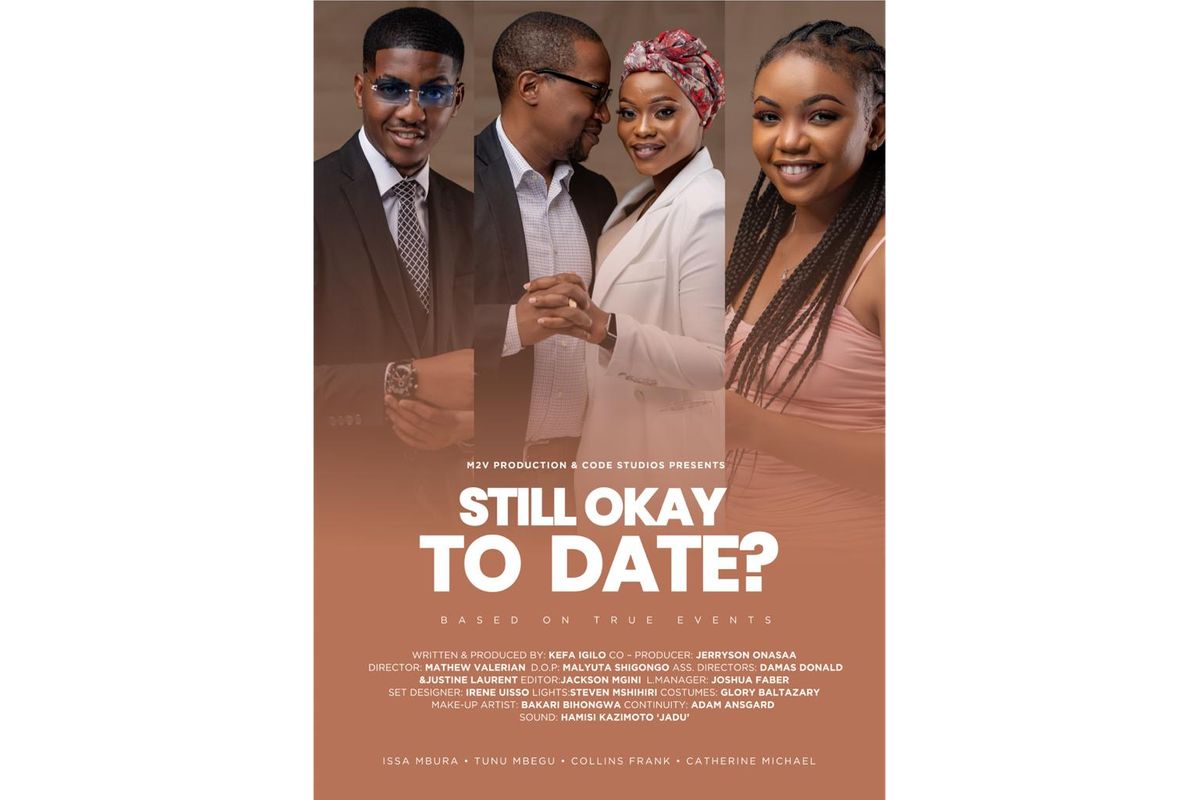 M2V PRODUCTION & CODE STUDIOS PRESENTS
STILL OKAY
TO DATE?
BASED ON TRUE EVENTS
WRITTEN & PRODUCED BY: KEFA IGILO CO – PRODUCER: JERRYSON ONASAA
DIRECTOR: MATHEW VALERIAN D.O.P: MALYUTA SHIGONGO ASS. DIRECTORS: DAMAS DONALD
&JUSTINE LAURENT EDITOR:JACKSON MGINI L.MANAGER: JOSHUA FABER
SET DESIGNER: IRENE UISSO LIGHTS:STEVEN MSHIHIRI COSTUMES: GLORY BALTAZARY
MAKE-UP ARTIST: BAKARI BIHONGWA CONTINUITY: ADAM ANSGARD
SOUND: HAMISI KAZIMOTO 'JADU'
ISSA MBURA • TUNU MBEGU • COLLINS FRANK • CATHERINE MICHAEL